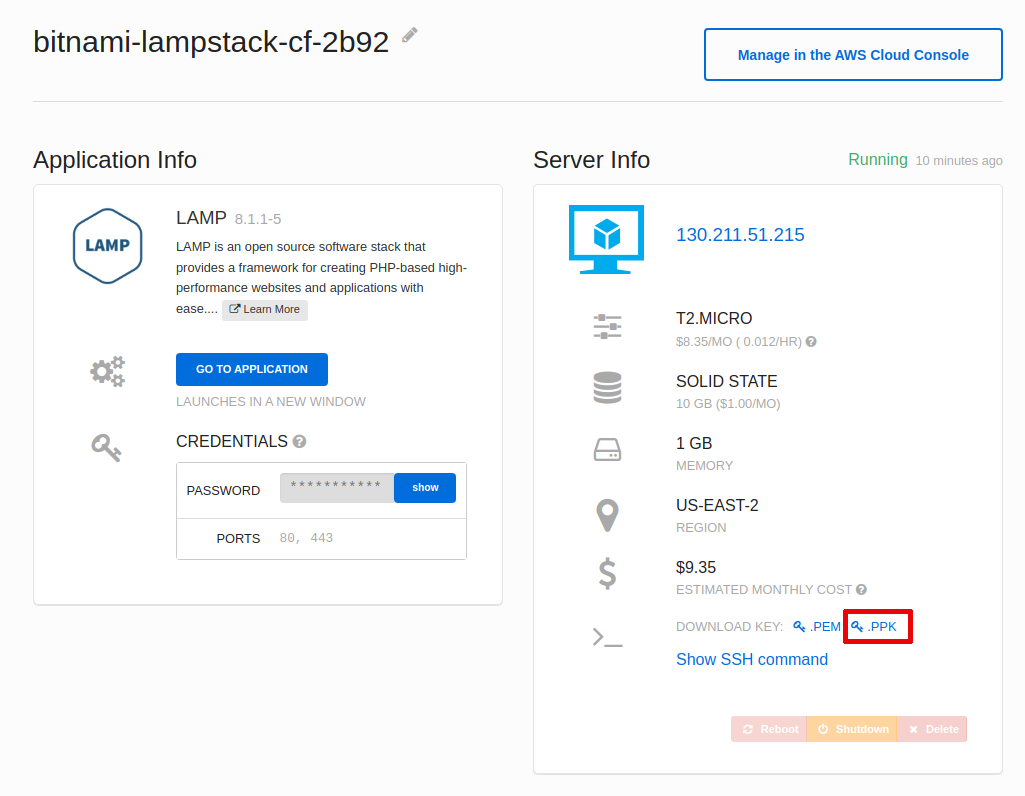 bitnami-lampstack-cf-2b92
Manage in the AWS Cloud Console
Application Info
LAMP
LAMP 8.1.1-5
LAMP is an open source software stack that
provides a framework for creating PHP-based high-
performance websites and applications with
ease.... Learn More
GO TO APPLICATION
LAUNCHES IN A NEW WINDOW
CREDENTIALS ?
PASSWORD *********** show
PORTS 80, 443
Server Info
Running 10 minutes ago
130.211.51.215
T2.MICRO
$8.35/MO ( 0.012/HR) ?
SOLID STATE
10 GB ($1.00/MO)
1 GB
MEMORY
US-EAST-2
REGION
$9.35
ESTIMATED MONTHLY COST ?
DOWNLOAD KEY: .PEM .PPK
Show SSH command
Reboot Shutdown Delete